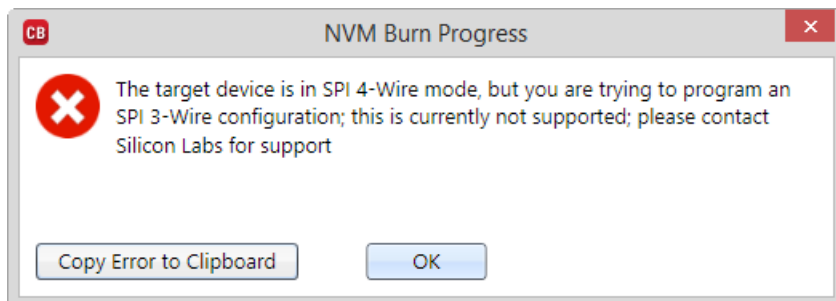 CB
NVM Burn Progress
The target device is in SPI 4-Wire mode, but you are trying to program an
SPI 3-Wire configuration; this is currently not supported; please contact
Silicon Labs for support
Copy Error to Clipboard
OK